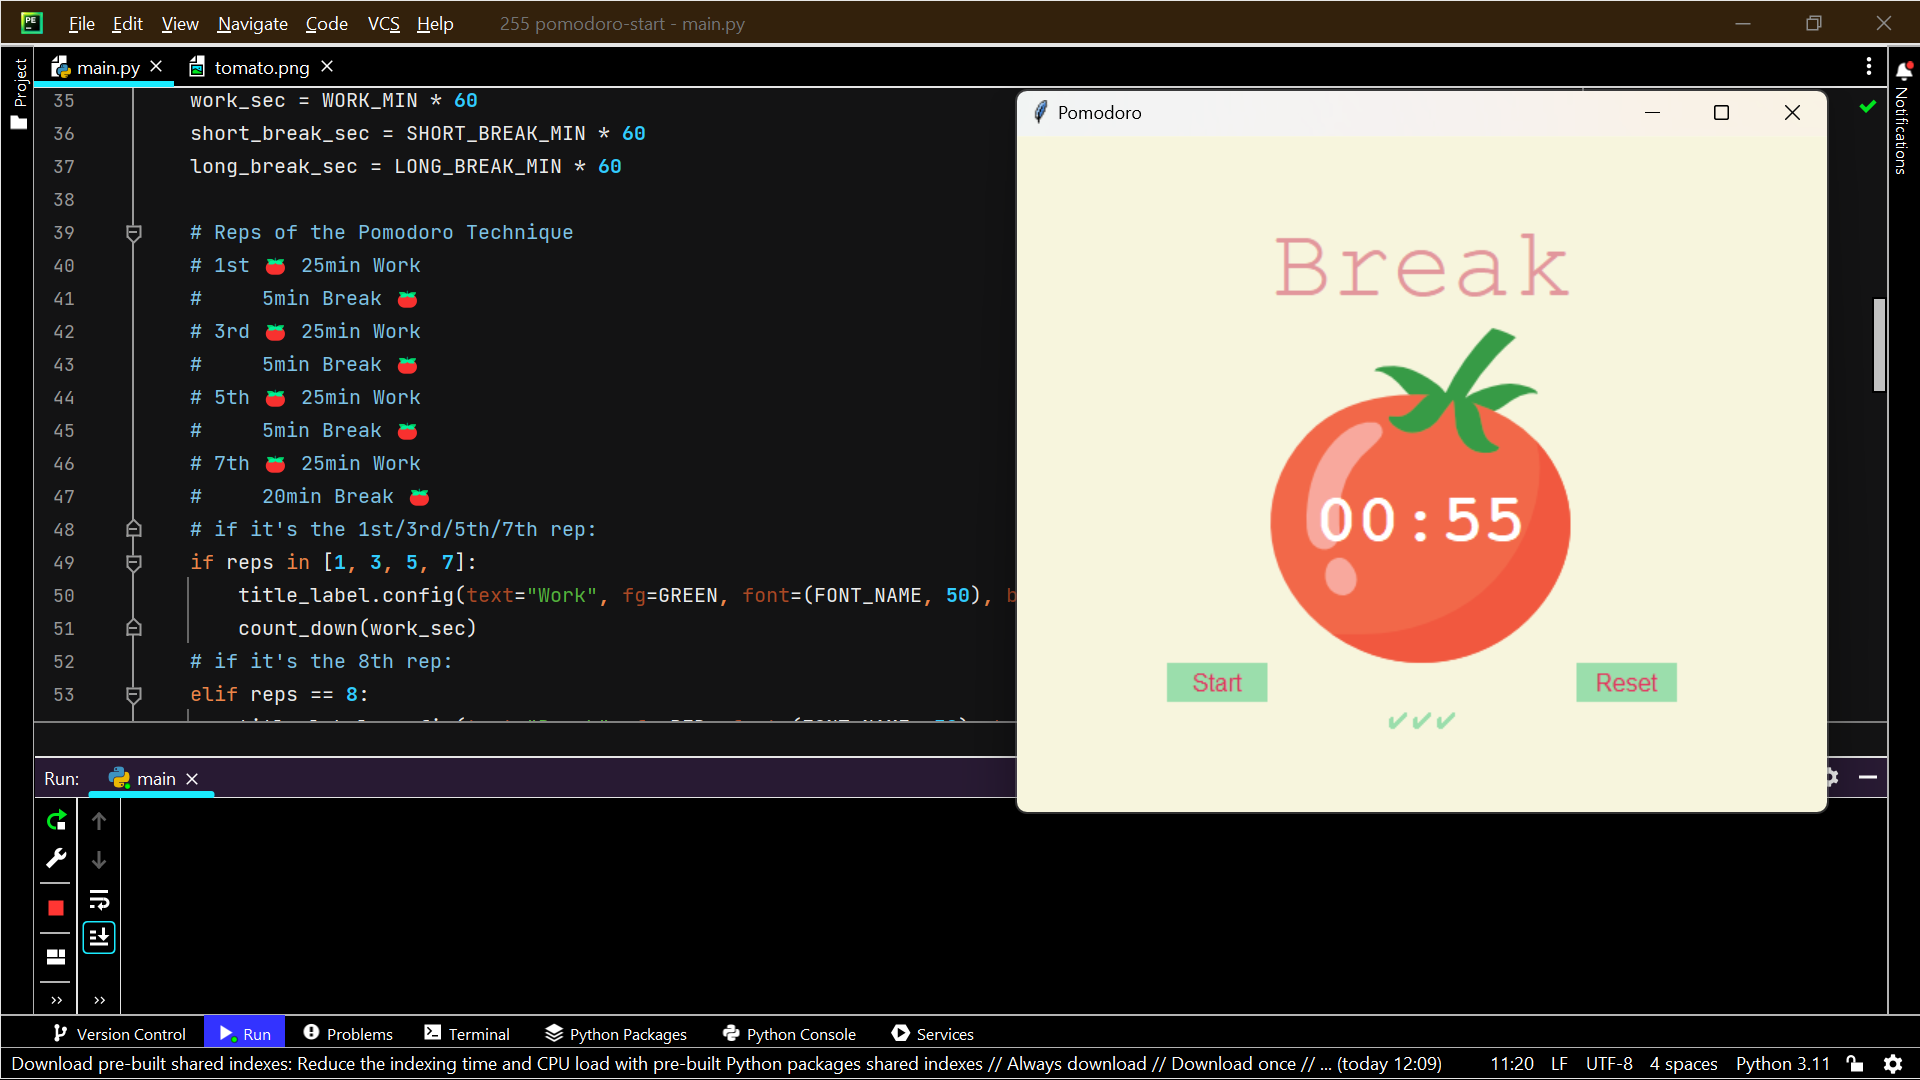 PE File Edit View Navigate Code VCS Help 255 pomodoro-start - main.py
Project
main.py tomato.png
Notifications
35 work_sec = WORK_MIN * 60
36 short_break_sec = SHORT_BREAK_MIN * 60
37 long_break_sec = LONG_BREAK_MIN * 60
38
39 # Reps of the Pomodoro Technique
40 # 1st 🍅 25min Work
41 #     5min Break 🍅
42 # 3rd 🍅 25min Work
43 #     5min Break 🍅
44 # 5th 🍅 25min Work
45 #     5min Break 🍅
46 # 7th 🍅 25min Work
47 #     20min Break 🍅
48 # if it's the 1st/3rd/5th/7th rep:
49 if reps in [1, 3, 5, 7]:
50     title_label.config(text="Work", fg=GREEN, font=(FONT_NAME, 50), b
51     count_down(work_sec)
52 # if it's the 8th rep:
53 elif reps == 8:
Pomodoro
Break
00:55
Start Reset
✔✔✔
Run: main
Version Control Run Problems Terminal Python Packages Python Console Services
Download pre-built shared indexes: Reduce the indexing time and CPU load with pre-built Python packages shared indexes // Always download // Download once // ... (today 12:09) 11:20 LF UTF-8 4 spaces Python 3.11